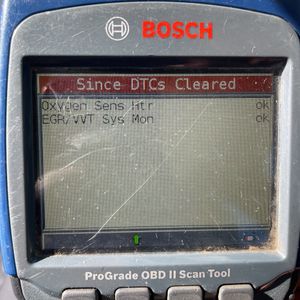 BOSCH
Since DTCs Cleared
Oxygen Sens Htr ok
EGR/VVT Sys Mon ok
ProGrade OBD II Scan Tool